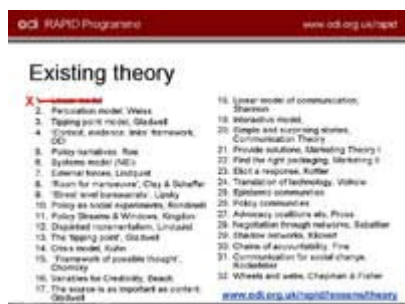 odi RAPID Programme
www.odi.org.uk/rapid
Existing theory
X 1. Linear model
2. Percolation model, Weiss
3. Tipping point model, Gladwell
4. 'Context, evidence, links' framework, ODI
5. Policy narratives, Roe
6. Systems model (NSI)
7. External forces, Lindquist
8. 'Room for manoeuvre', Clay & Schaffer
9. 'Street level bureaucrats', Lipsky
10. Policy as social experiments, Rondinelli
11. Policy Streams & Windows, Kingdon
12. Disjointed incrementalism, Lindquist
13. The 'tipping point', Gladwell
14. Crisis model, Kuhn
15. 'Framework of possible thought', Chomsky
16. Variables for Credibility, Beach
17. The source is as important as content, Gladwell
18. Linear model of communication, Shannon
19. Interactive model,
20. Simple and surprising stories, Communication Theory
21. Provide solutions, Marketing Theory I
22. Find the right packaging, Marketing II
23. Elicit a response, Kottler
24. Translation of technology, Volkow
25. Epistemic communities
26. Policy communities
27. Advocacy coalitions etc, Pross
28. Negotiation through networks, Sabattier
29. Shadow networks, Klickert
30. Chains of accountability, Fine
31. Communication for social change, Rockefeller
32. Wheels and webs, Chapman & Fisher
www.odi.org.uk/rapid/lessons/theory